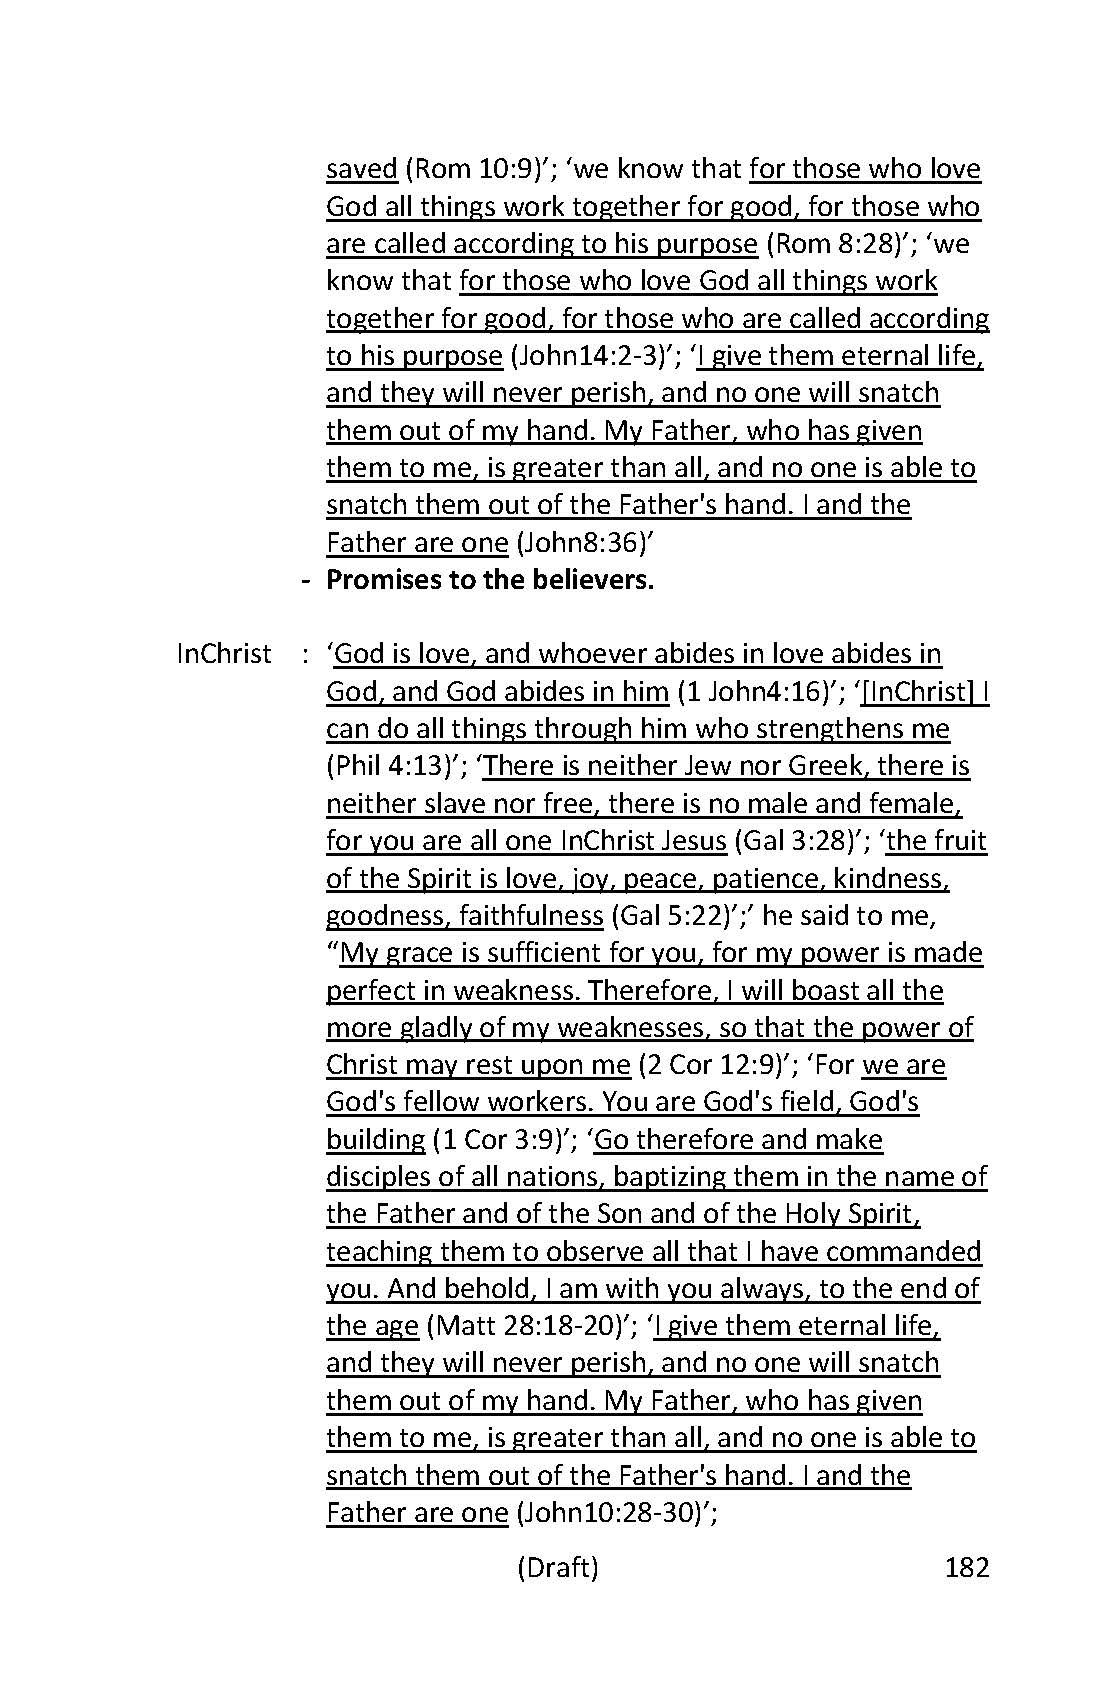 saved (Rom 10:9)’; ‘we know that for those who love
God all things work together for good, for those who
are called according to his purpose (Rom 8:28)’; ‘we
know that for those who love God all things work
together for good, for those who are called according
to his purpose (John14:2-3)’; ‘I give them eternal life,
and they will never perish, and no one will snatch
them out of my hand. My Father, who has given
them to me, is greater than all, and no one is able to
snatch them out of the Father's hand. I and the
Father are one (John8:36)’
- Promises to the believers.
InChrist : ‘God is love, and whoever abides in love abides in
God, and God abides in him (1 John4:16)’; ‘[InChrist] I
can do all things through him who strengthens me
(Phil 4:13)’; ‘There is neither Jew nor Greek, there is
neither slave nor free, there is no male and female,
for you are all one InChrist Jesus (Gal 3:28)’; ‘the fruit
of the Spirit is love, joy, peace, patience, kindness,
goodness, faithfulness (Gal 5:22)’;’ he said to me,
“My grace is sufficient for you, for my power is made
perfect in weakness. Therefore, I will boast all the
more gladly of my weaknesses, so that the power of
Christ may rest upon me (2 Cor 12:9)’; ‘For we are
God's fellow workers. You are God's field, God's
building (1 Cor 3:9)’; ‘Go therefore and make
disciples of all nations, baptizing them in the name of
the Father and of the Son and of the Holy Spirit,
teaching them to observe all that I have commanded
you. And behold, I am with you always, to the end of
the age (Matt 28:18-20)’; ‘I give them eternal life,
and they will never perish, and no one will snatch
them out of my hand. My Father, who has given
them to me, is greater than all, and no one is able to
snatch them out of the Father's hand. I and the
Father are one (John10:28-30)’;
(Draft) 182